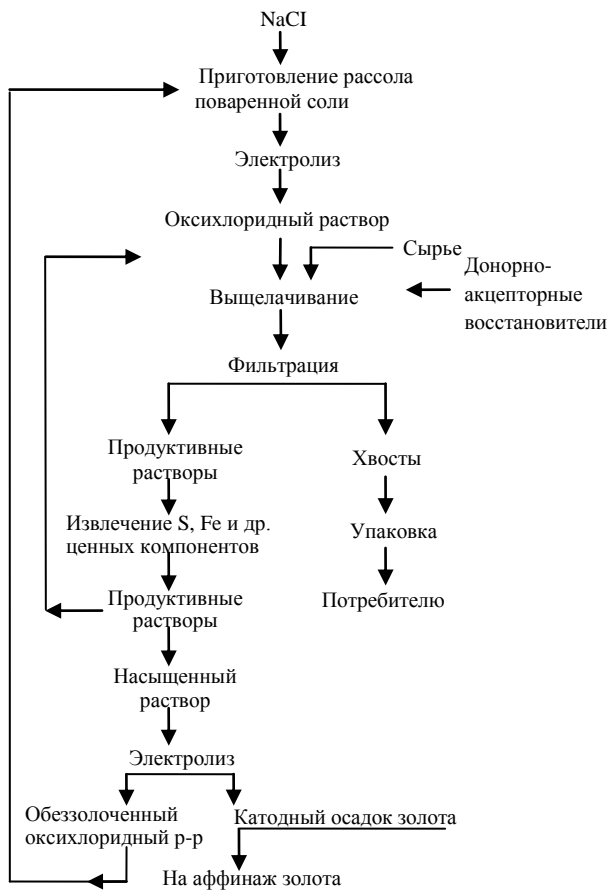 NaCI
Приготовление рассола
поваренной соли
Электролиз
Оксихлоридный раствор
Сырье
Донорно-
акцепторные
восстановители
Выщелачивание
Фильтрация
Продуктивные
растворы
Хвосты
Извлечение S, Fe и др.
ценных компонентов
Упаковка
Продуктивные
растворы
Потребителю
Насыщенный
раствор
Электролиз
Обеззолоченный
оксихлоридный р-р
Катодный осадок золота
На аффинаж золота